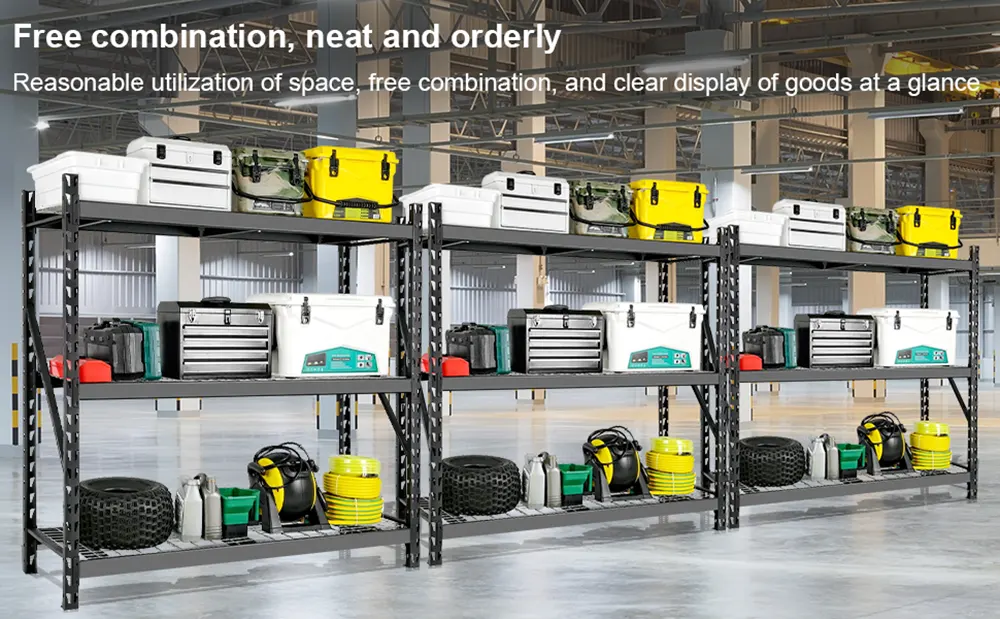 Free combination, neat and orderly
Reasonable utilization of space, free combination, and clear display of goods at a glance